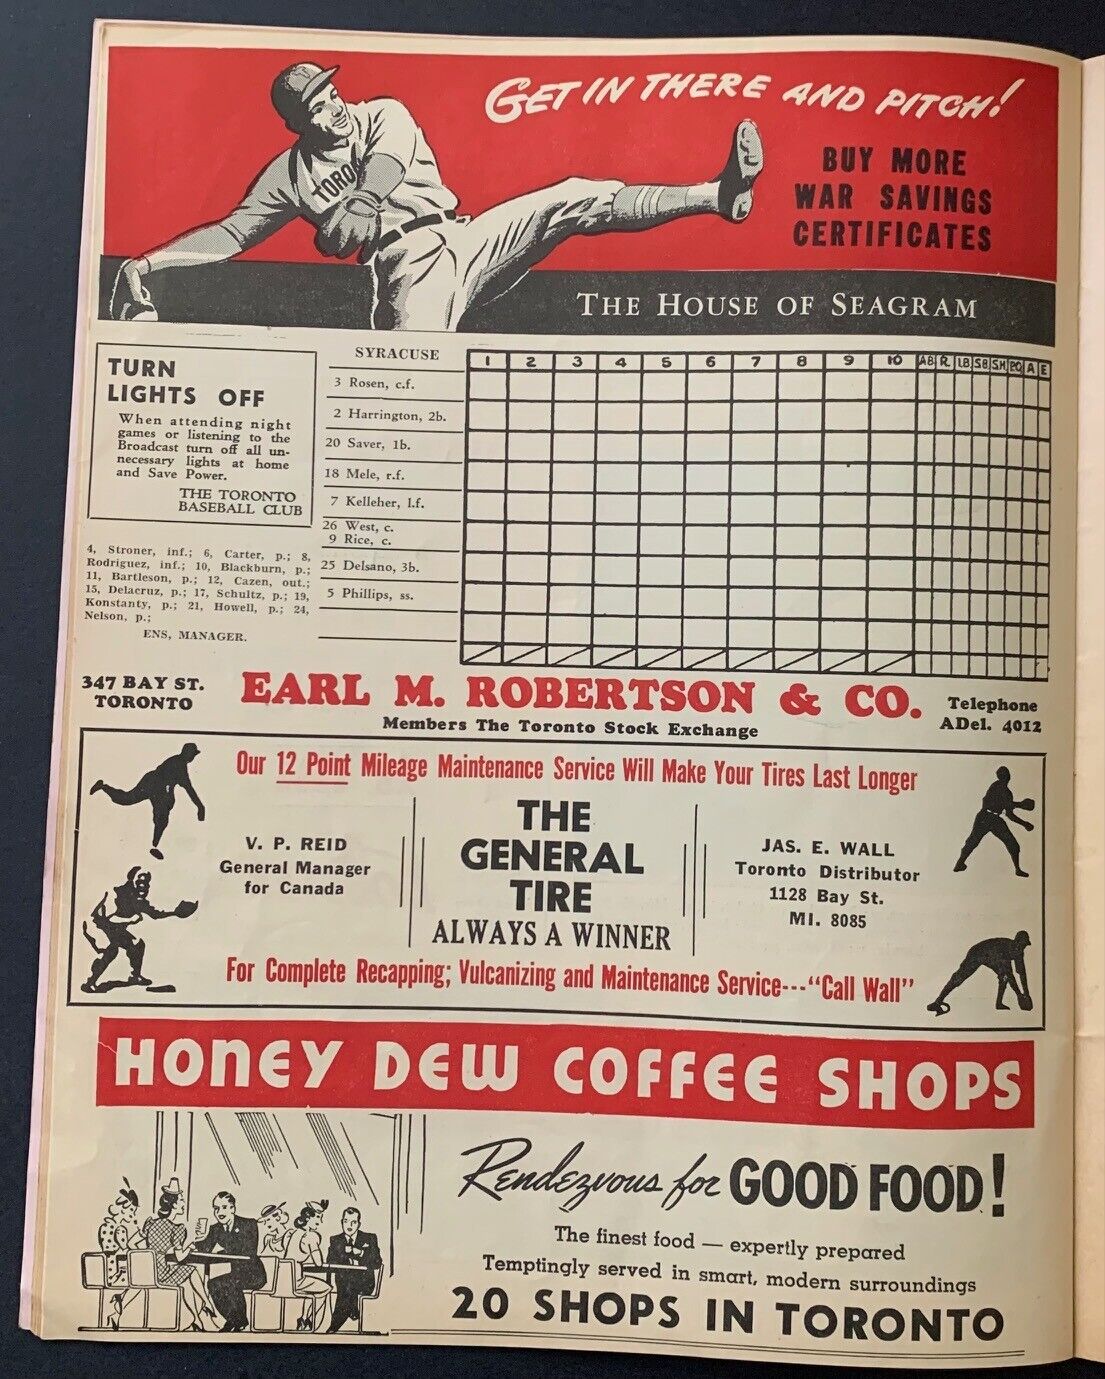 GET IN THERE AND PITCH!
BUY MORE
WAR SAVINGS
CERTIFICATES
TORO
THE HOUSE OF SEAGRAM
TURN
LIGHTS OFF
When attending night
games or listening to the
Broadcast turn off all un-
necessary lights at home
and Save Power.
THE TORONTO
BASEBALL CLUB
4, Stroner, inf.; 6, Carter, p.; 8,
Rodriguez, inf.; 10, Blackburn, p.;
11, Bartleson, p.; 12, Cazen, out.;
15, Delacruz, p.; 17, Schultz, p.; 19,
Konstanty, p.; 21, Howell, p.; 24,
Nelson, p.;
ENS, MANAGER.
SYRACUSE
3 Rosen, c.f.
2 Harrington, 2b.
20 Saver, 1b.
18 Mele, r.f.
7 Kelleher, l.f.
26 West, c.
9 Rice, c.
25 Delsano, 3b.
5 Phillips, ss.
1 2 3 4 5 6 7 8 9 10 AB R. 1.B S.B S.H PO A E
347 BAY ST.
TORONTO
EARL M. ROBERTSON & CO.
Members The Toronto Stock Exchange
Telephone
ADel. 4012
Our 12 Point Mileage Maintenance Service Will Make Your Tires Last Longer
V. P. REID
General Manager
for Canada
THE
GENERAL
TIRE
ALWAYS A WINNER
JAS. E. WALL
Toronto Distributor
1128 Bay St.
MI. 8085
For Complete Recapping; Vulcanizing and Maintenance Service---"Call Wall"
HONEY DEW COFFEE SHOPS
Rendezvous for GOOD FOOD!
The finest food — expertly prepared
Temptingly served in smart, modern surroundings
20 SHOPS IN TORONTO